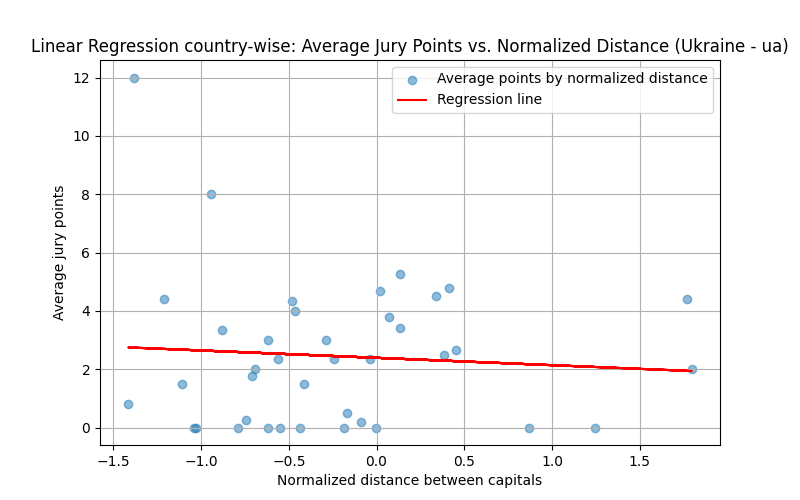 Linear Regression country-wise: Average Jury Points vs. Normalized Distance (Ukraine - ua)
Average points by normalized distance
Regression line
Average jury points
12
10
8
6
4
2
0
−1.5 −1.0 −0.5 0.0 0.5 1.0 1.5
Normalized distance between capitals